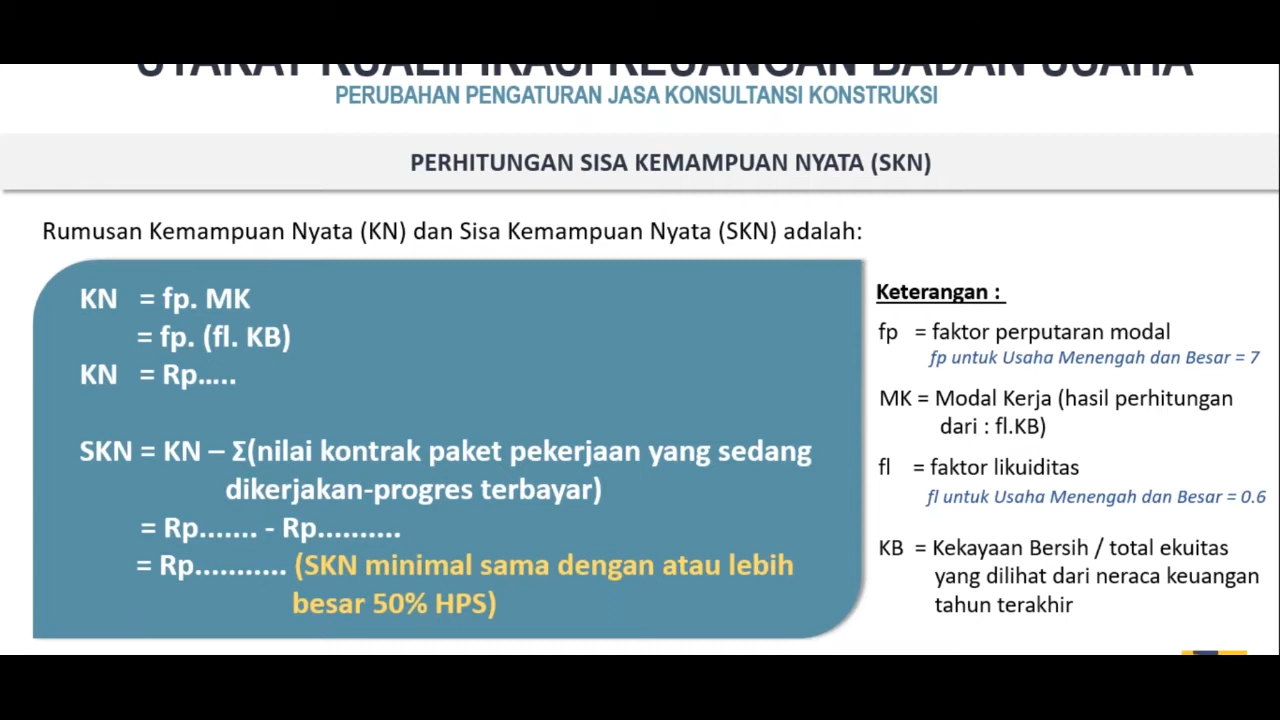 KUALIFIKASI KEUANGAN BADAN USAHA
PERUBAHAN PENGATURAN JASA KONSULTANSI KONSTRUKSI
PERHITUNGAN SISA KEMAMPUAN NYATA (SKN)
Rumusan Kemampuan Nyata (KN) dan Sisa Kemampuan Nyata (SKN) adalah:
KN = fp. MK
= fp. (fl. KB)
KN = Rp.....
SKN = KN – Σ(nilai kontrak paket pekerjaan yang sedang
dikerjakan-progres terbayar)
= Rp....... - Rp..........
= Rp........... (SKN minimal sama dengan atau lebih
besar 50% HPS)
Keterangan :
fp = faktor perputaran modal
fp untuk Usaha Menengah dan Besar = 7
MK = Modal Kerja (hasil perhitungan
dari : fl.KB)
fl = faktor likuiditas
fl untuk Usaha Menengah dan Besar = 0.6
KB = Kekayaan Bersih / total ekuitas
yang dilihat dari neraca keuangan
tahun terakhir